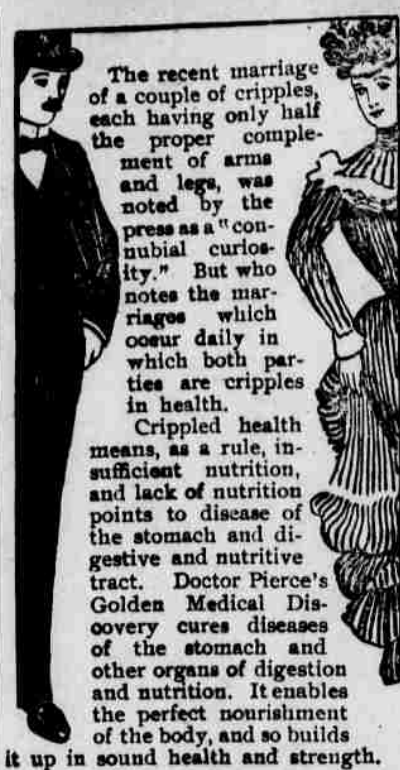 The recent marriage
of a couple of cripples,
each having only half
the proper comple-
ment of arms
and legs, was
noted by the
press as a "con-
nubial curios-
ity." But who
notes the mar-
riages which
occur daily in
which both par-
ties are cripples
in health.
Crippled health
means, as a rule, in-
sufficient nutrition,
and lack of nutrition
points to disease of
the stomach and di-
gestive and nutritive
tract. Doctor Pierce's
Golden Medical Dis-
covery cures diseases
of the stomach and
other organs of digestion
and nutrition. It enables
the perfect nourishment
of the body, and so builds
it up in sound health and strength.